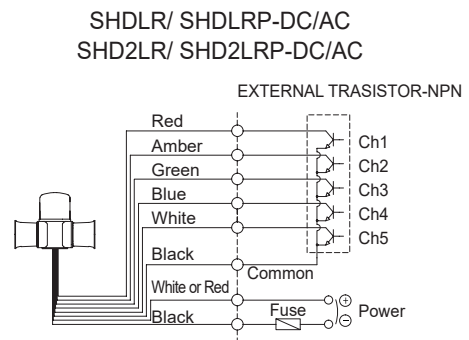 SHDLR/ SHDLRP-DC/AC
SHD2LR/ SHD2LRP-DC/AC
EXTERNAL TRASISTOR-NPN
Red
Ch1
Amber
Ch2
Green
Ch3
Blue
Ch4
White
Ch5
Black
Common
White or Red
Fuse
⊕
Power
Black
⊖